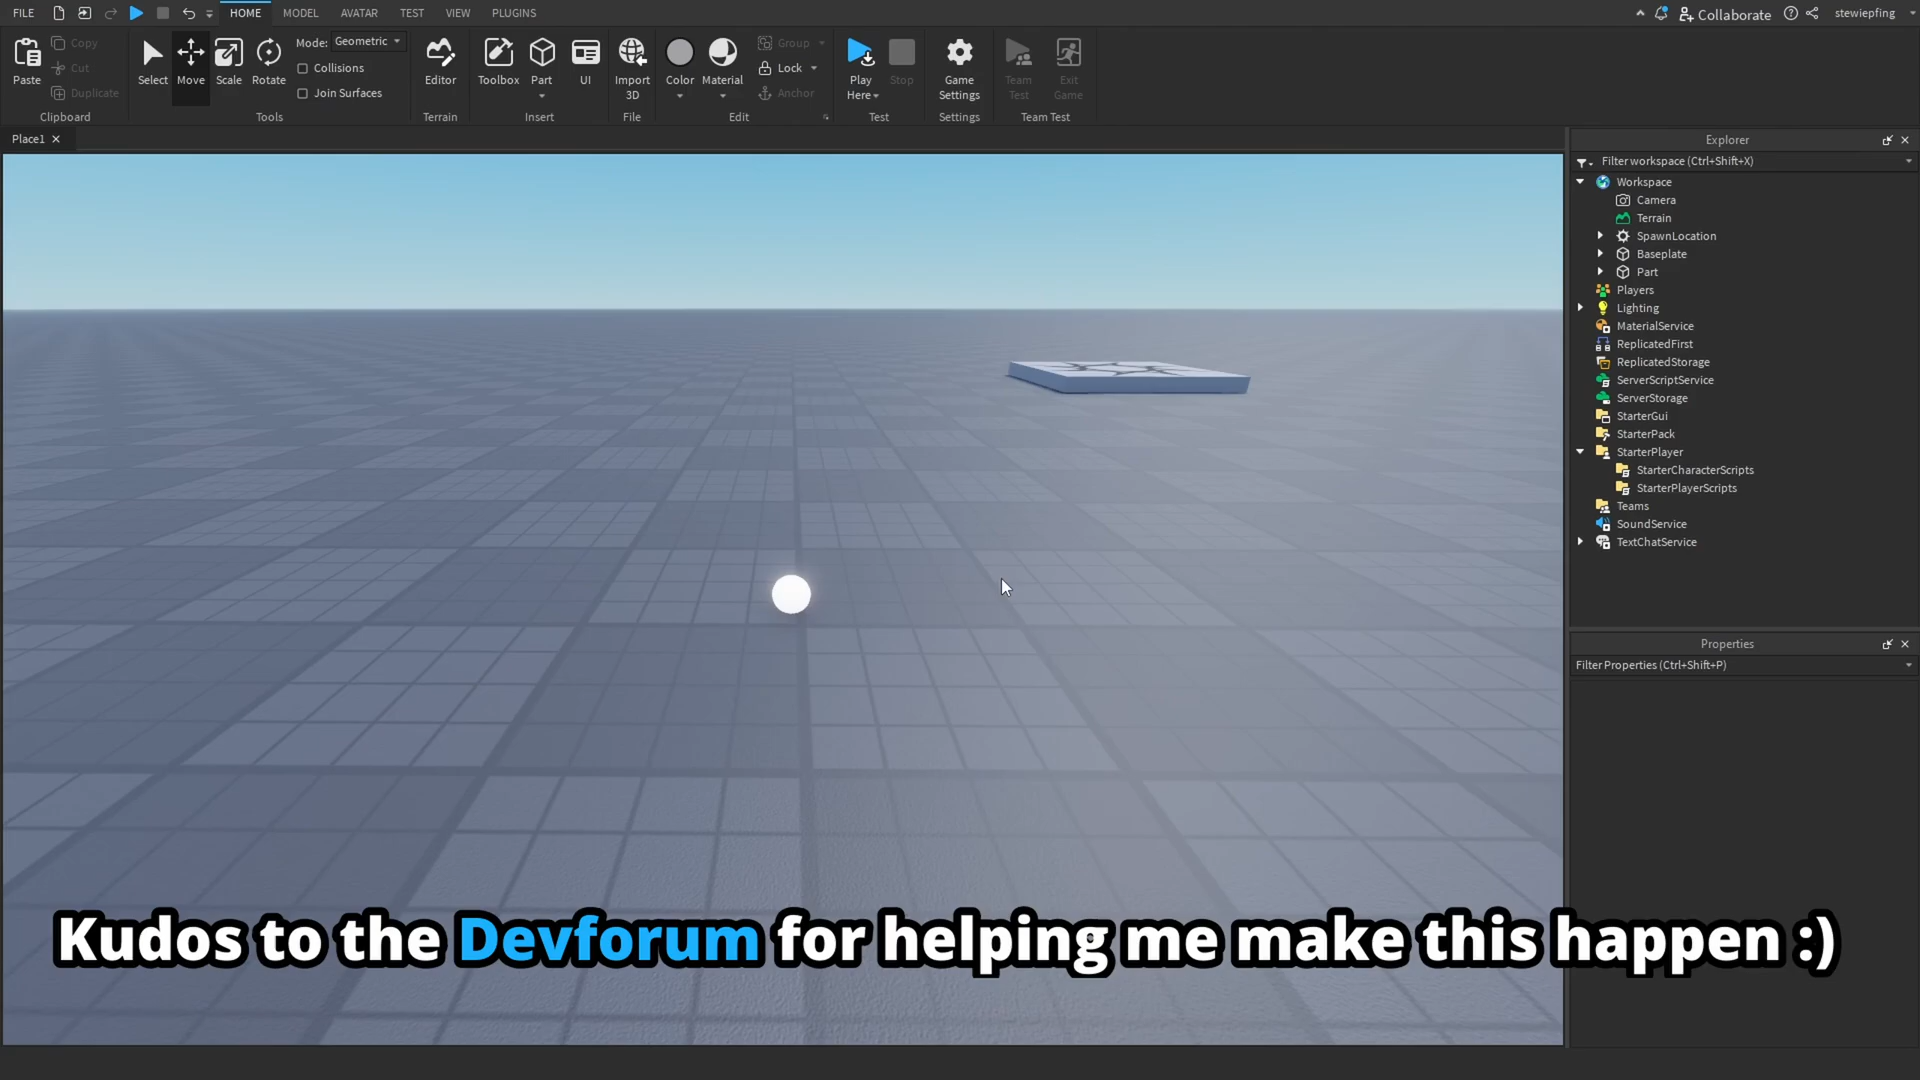 FILE HOME MODEL AVATAR TEST VIEW PLUGINS Collaborate stewiepfing
Paste Copy Cut Duplicate
Clipboard
Select Move Scale Rotate Mode: Geometric
Collisions
Join Surfaces
Tools
Editor
Terrain
Toolbox Part UI
Insert
Import 3D
File
Color Material Group
Lock
Anchor
Edit
Play Here Stop
Test
Game Settings
Settings
Team Test Exit Game
Team Test
Place1
Explorer
Filter workspace (Ctrl+Shift+X)
Workspace
Camera
Terrain
SpawnLocation
Baseplate
Part
Players
Lighting
MaterialService
ReplicatedFirst
ReplicatedStorage
ServerScriptService
ServerStorage
StarterGui
StarterPack
StarterPlayer
StarterCharacterScripts
StarterPlayerScripts
Teams
SoundService
TextChatService
Properties
Filter Properties (Ctrl+Shift+P)
Kudos to the Devforum for helping me make this happen :)